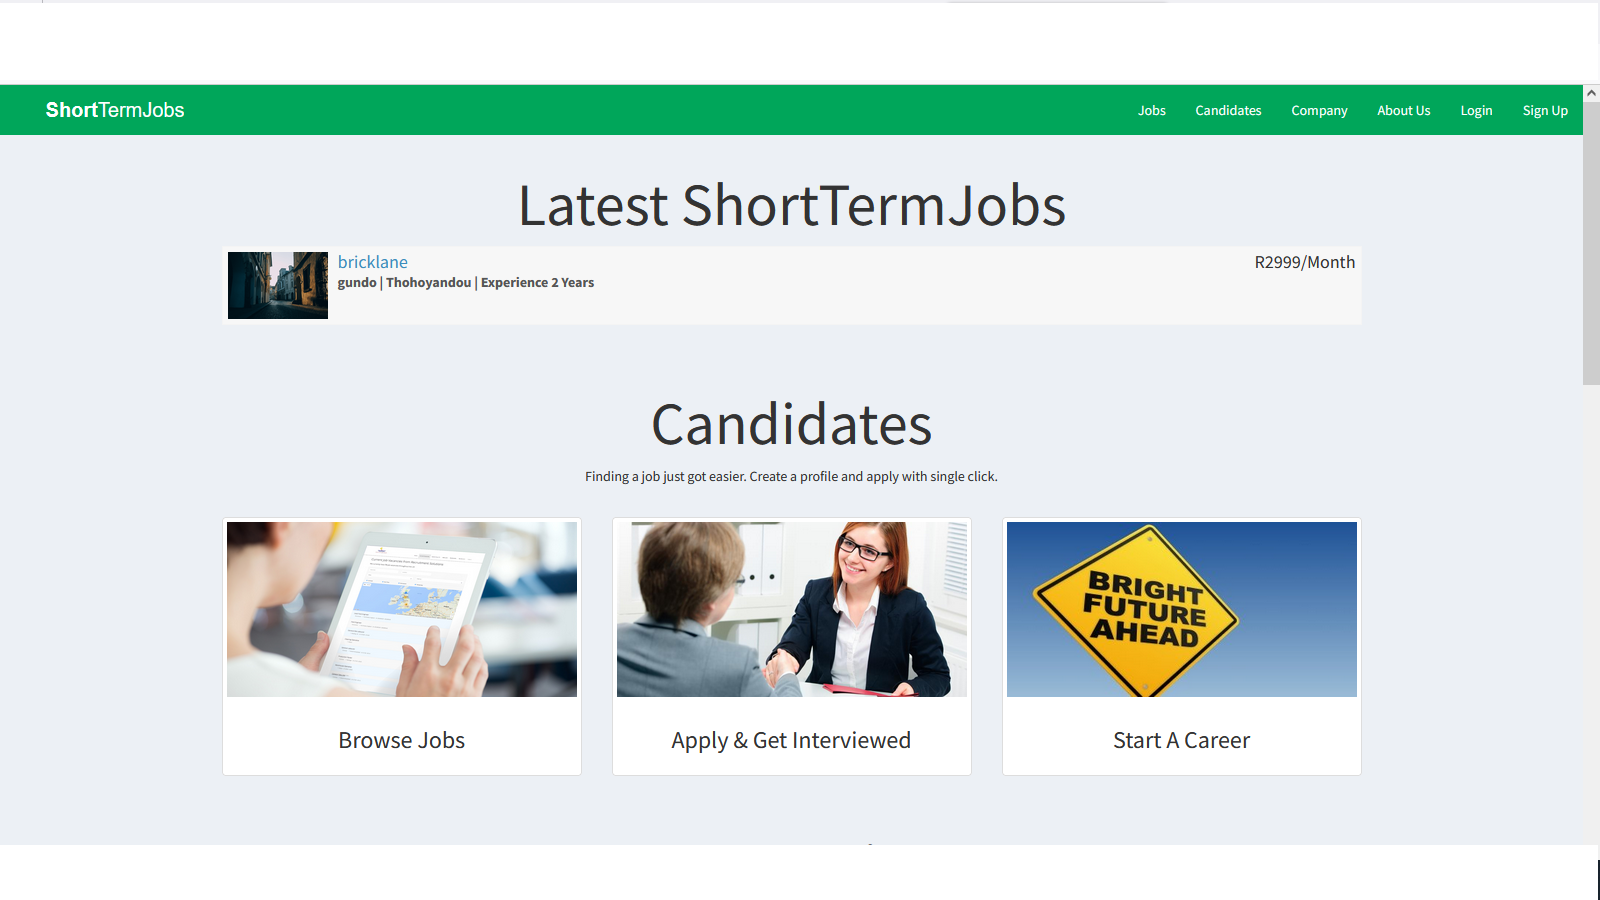 ShortTermJobs
Jobs Candidates Company About Us Login Sign Up
Latest ShortTermJobs
bricklane R2999/Month
gundo | Thohoyandou | Experience 2 Years
Candidates
Finding a job just got easier. Create a profile and apply with single click.
BRIGHT
FUTURE
AHEAD
Browse Jobs
Apply & Get Interviewed
Start A Career